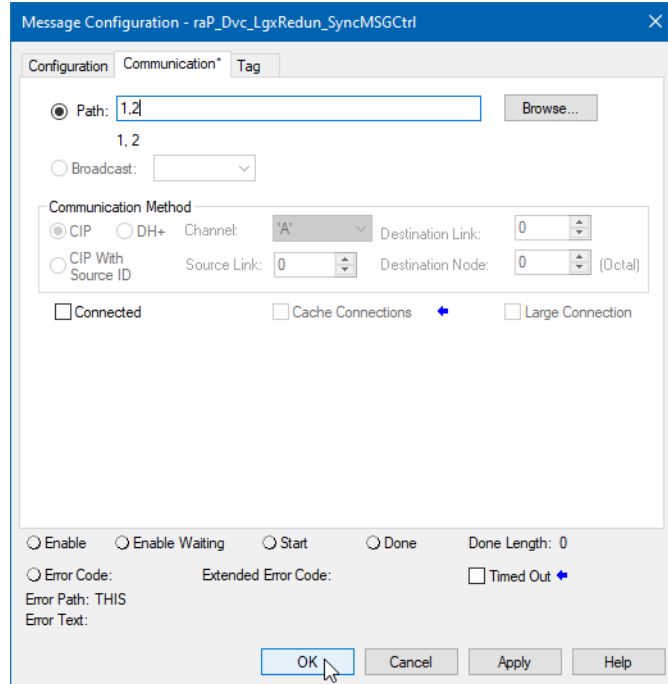 Message Configuration - raP_Dvc_LgxRedun_SyncMSGCtrl
Configuration Communication* Tag
Path: 1,2 Browse...
1, 2
Broadcast:
Communication Method
CIP DH+ Channel: 'A' Destination Link: 0
CIP With Source ID Source Link: 0 Destination Node: 0 (Octal)
Connected Cache Connections Large Connection
Enable Enable Waiting Start Done Done Length: 0
Error Code: Extended Error Code: Timed Out
Error Path: THIS
Error Text:
OK Cancel Apply Help